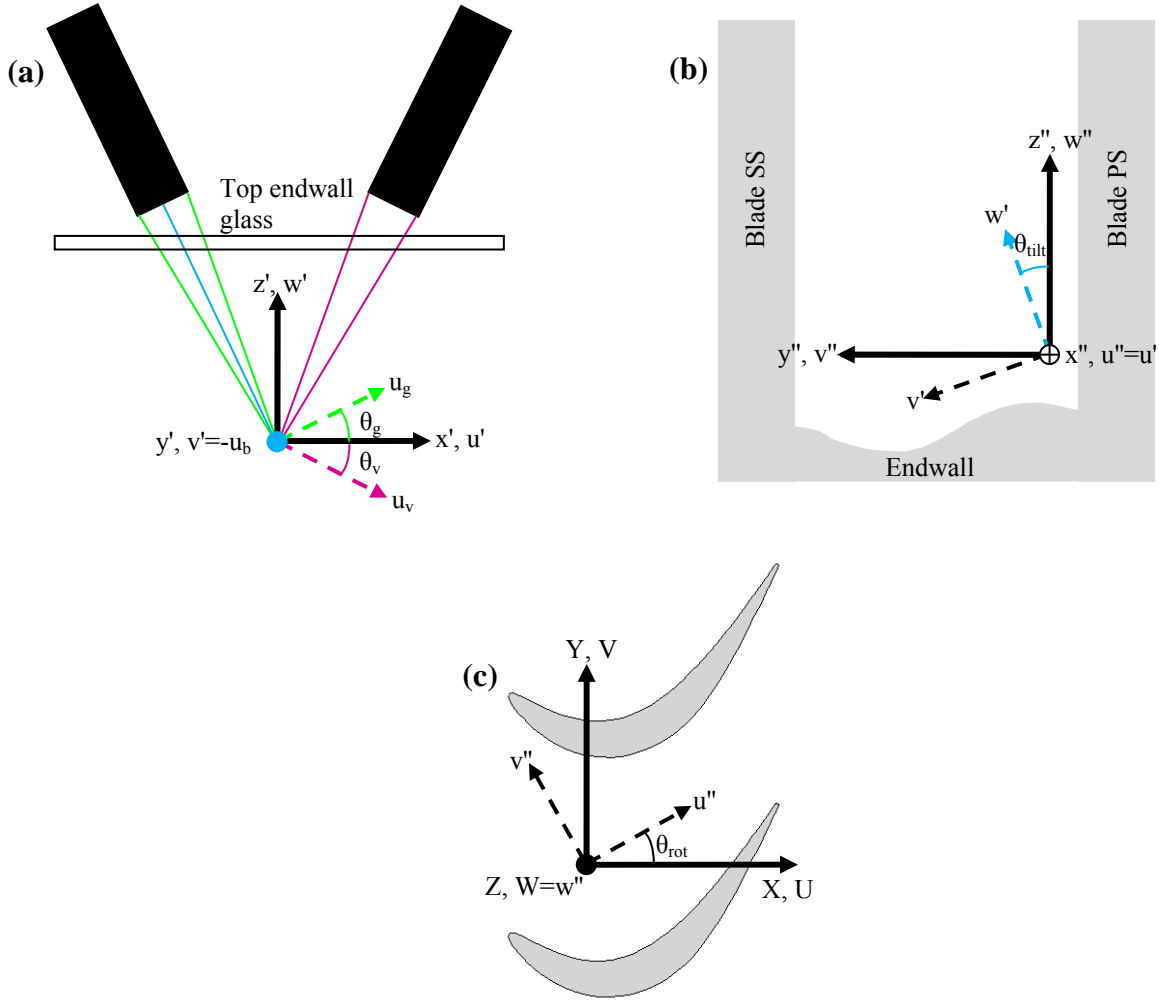 (a)
Top endwall
glass
z', w'
u_g
θ_g
y', v'=-u_b
x', u'
θ_v
u_v
(b)
Blade SS
Blade PS
z", w"
w'
θ_tilt
y", v"
x", u"=u'
v'
Endwall
(c)
Y, V
v"
u"
θ_rot
Z, W=w"
X, U